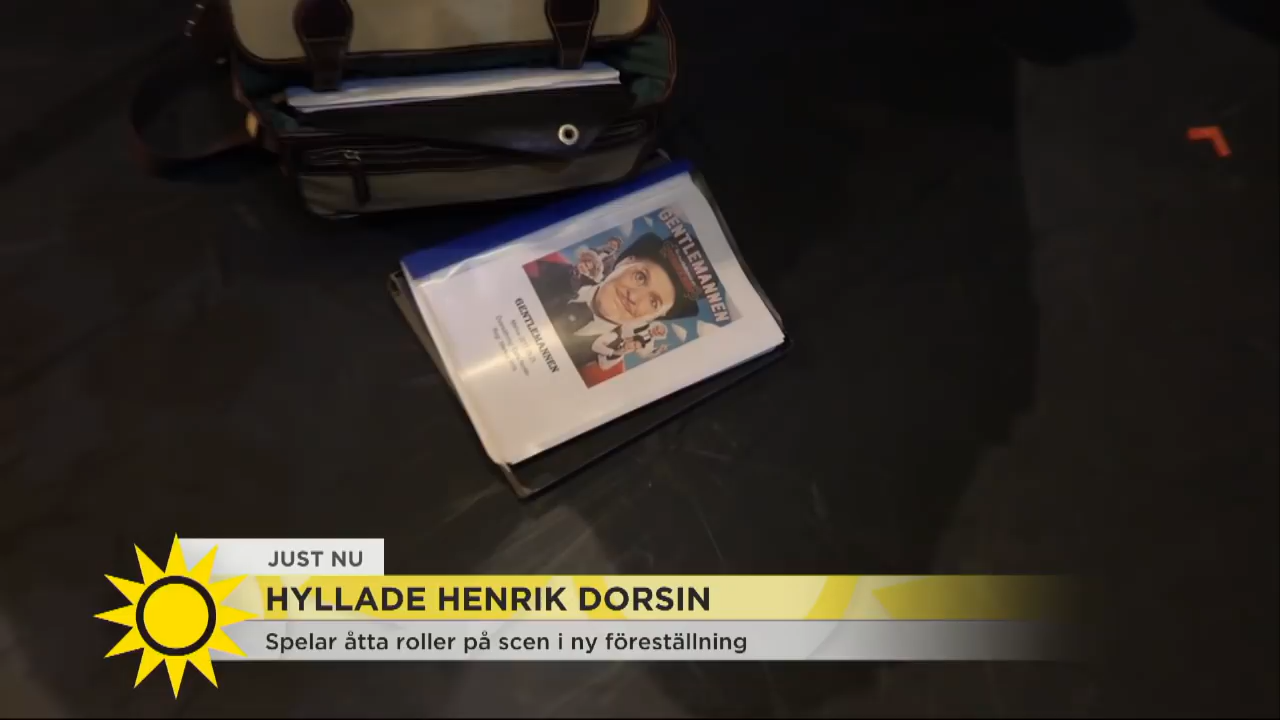 GENTLEMANNEN
GENTLEMANNEN
JUST NU
HYLLADE HENRIK DORSIN
Spelar åtta roller på scen i ny föreställning